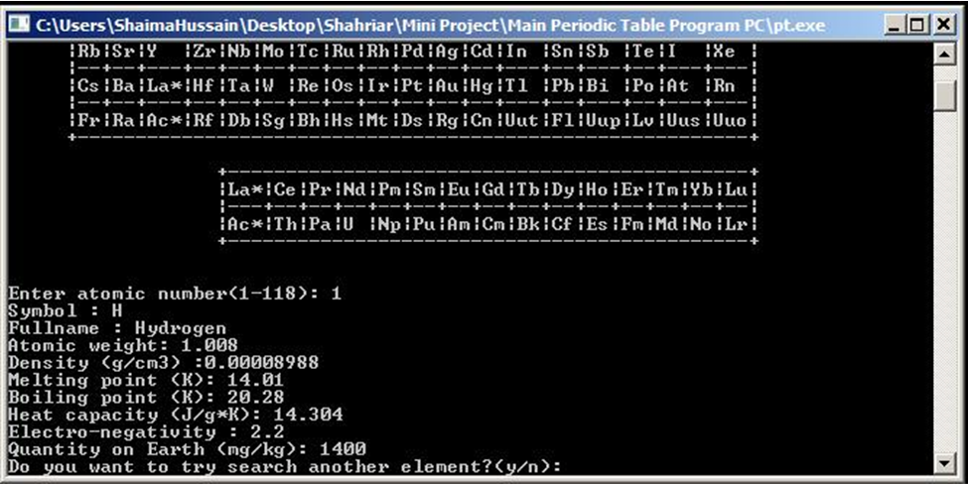 C:\Users\ShaimaHussain\Desktop\Shahriar\Mini Project\Main Periodic Table Program PC\pt.exe
¦Rb¦Sr¦Y  ¦Zr¦Nb¦Mo¦Tc¦Ru¦Rh¦Pd¦Ag¦Cd¦In ¦Sn¦Sb ¦Te¦I  ¦Xe ¦
¦--+--+---+--+--+--+--+--+--+--+--+--+---+--+---+--+---+---¦
¦Cs¦Ba¦La*¦Hf¦Ta¦W ¦Re¦Os¦Ir¦Pt¦Au¦Hg¦Tl ¦Pb¦Bi ¦Po¦At ¦Rn ¦
¦--+--+---+--+--+--+--+--+--+--+--+--+---+--+---+--+---+---¦
¦Fr¦Ra¦Ac*¦Rf¦Db¦Sg¦Bh¦Hs¦Mt¦Ds¦Rg¦Cn¦Uut¦Fl¦Uup¦Lv¦Uus¦Uuo¦
+----------------------------------------------------------+
+--------------------------------------------+
¦La*¦Ce¦Pr¦Nd¦Pm¦Sm¦Eu¦Gd¦Tb¦Dy¦Ho¦Er¦Tm¦Yb¦Lu¦
¦---+--+--+--+--+--+--+--+--+--+--+--+--+--+--¦
¦Ac*¦Th¦Pa¦U ¦Np¦Pu¦Am¦Cm¦Bk¦Cf¦Es¦Fm¦Md¦No¦Lr¦
+--------------------------------------------+
Enter atomic number(1-118): 1
Symbol : H
Fullname : Hydrogen
Atomic weight: 1.008
Density (g/cm3) :0.00008988
Melting point (K): 14.01
Boiling point (K): 20.28
Heat capacity (J/g*K): 14.304
Electro-negativity : 2.2
Quantity on Earth (mg/kg): 1400
Do you want to try search another element?(y/n):